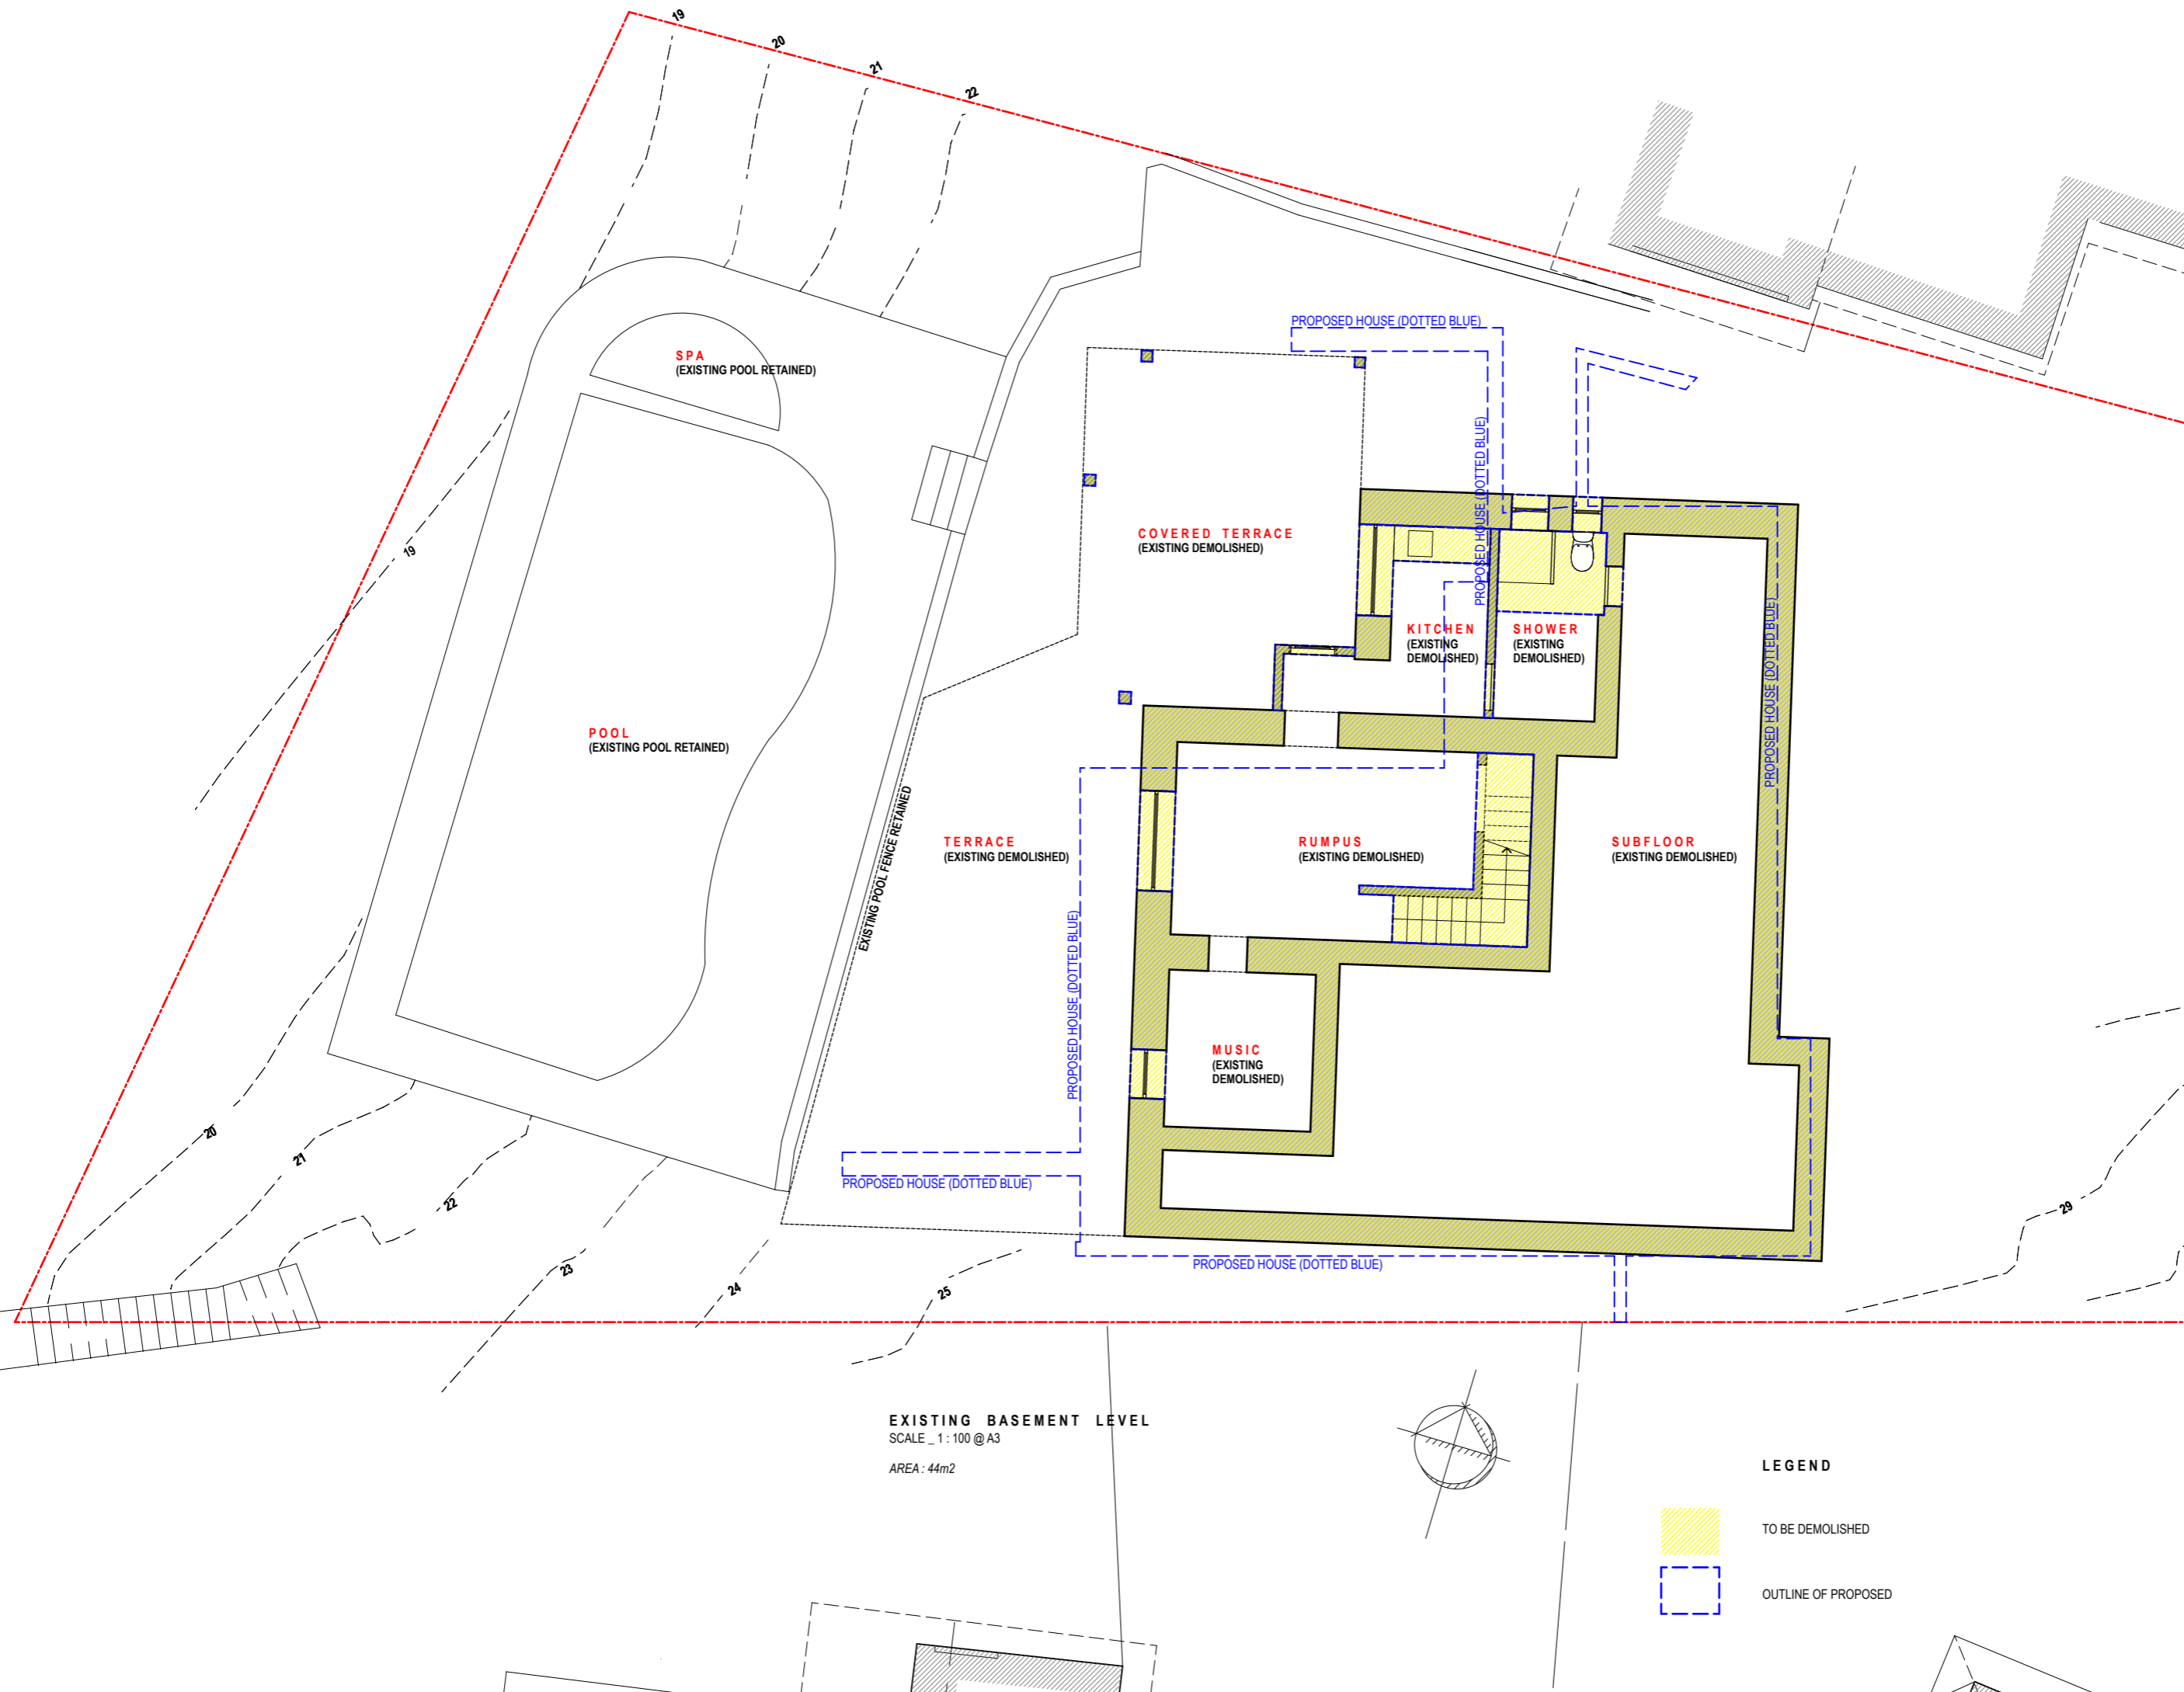 19
20
21
22
PROPOSED HOUSE (DOTTED BLUE)
SPA
(EXISTING POOL RETAINED)
PROPOSED HOUSE (DOTTED BLUE)
COVERED TERRACE
(EXISTING DEMOLISHED)
19
KITCHEN
(EXISTING
DEMOLISHED)
SHOWER
(EXISTING
DEMOLISHED)
PROPOSED HOUSE (DOTTED BLUE)
POOL
(EXISTING POOL RETAINED)
EXISTING POOL FENCE RETAINED
TERRACE
(EXISTING DEMOLISHED)
RUMPUS
(EXISTING DEMOLISHED)
SUBFLOOR
(EXISTING DEMOLISHED)
PROPOSED HOUSE (DOTTED BLUE)
MUSIC
(EXISTING
DEMOLISHED)
20
21
22
PROPOSED HOUSE (DOTTED BLUE)
29
23
24
25
PROPOSED HOUSE (DOTTED BLUE)
EXISTING BASEMENT LEVEL
SCALE _ 1 : 100 @ A3
AREA : 44m2
LEGEND
TO BE DEMOLISHED
OUTLINE OF PROPOSED